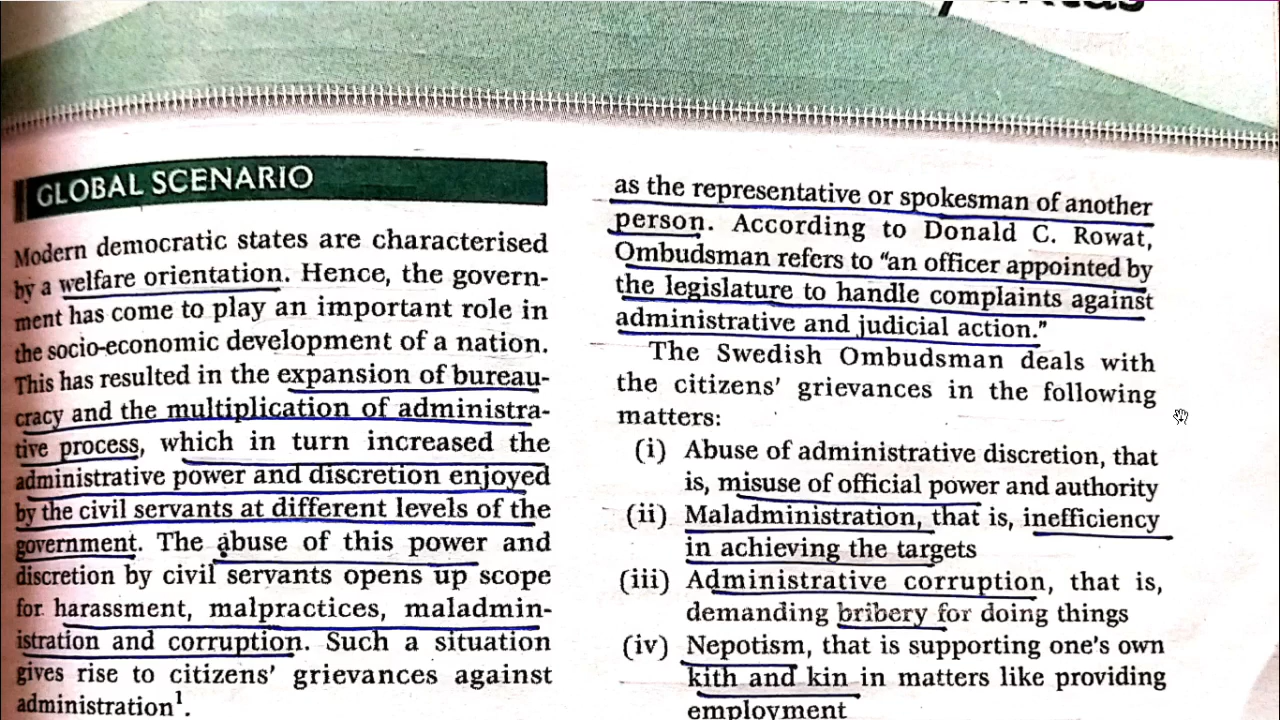 GLOBAL SCENARIO
Modern democratic states are characterised
by a welfare orientation. Hence, the govern-
ment has come to play an important role in
the socio-economic development of a nation.
This has resulted in the expansion of bureau-
cracy and the multiplication of administra-
tive process, which in turn increased the
administrative power and discretion enjoyed
by the civil servants at different levels of the
government. The abuse of this power and
discretion by civil servants opens up scope
for harassment, malpractices, maladmin-
istration and corruption. Such a situation
gives rise to citizens' grievances against
administration¹.
as the representative or spokesman of another
person. According to Donald C. Rowat,
Ombudsman refers to "an officer appointed by
the legislature to handle complaints against
administrative and judicial action."
The Swedish Ombudsman deals with
the citizens' grievances in the following
matters:
(i) Abuse of administrative discretion, that
is, misuse of official power and authority
(ii) Maladministration, that is, inefficiency
in achieving the targets
(iii) Administrative corruption, that is,
demanding bribery for doing things
(iv) Nepotism, that is supporting one's own
kith and kin in matters like providing
employment